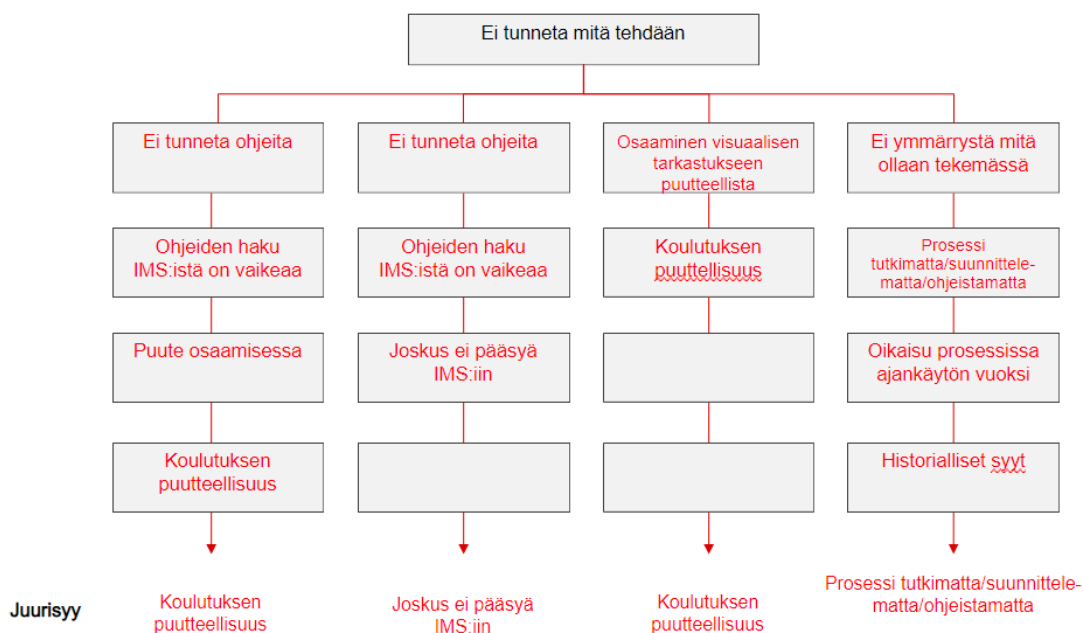 Ei tunneta mitä tehdään
Ei tunneta ohjeita
Ei tunneta ohjeita
Osaaminen visuaalisen
tarkastukseen
puutteellista
Ei ymmärrystä mitä
ollaan tekemässä
Ohjeiden haku
IMS:istä on vaikeaa
Ohjeiden haku
IMS:istä on vaikeaa
Koulutuksen
puuttellisuus
Prosessi
tutkimatta/suunnittele-
matta/ohjeistamatta
Puute osaamisessa
Joskus ei pääsyä
IMS:iin
Oikaisu prosessissa
ajankäytön vuoksi
Koulutuksen
puutteellisuus
Historialliset syyt
Juurisyy
Koulutuksen
puutteellisuus
Joskus ei pääsyä
IMS:iin
Koulutuksen
puutteellisuus
Prosessi tutkimatta/suunnittele-
matta/ohjeistamatta